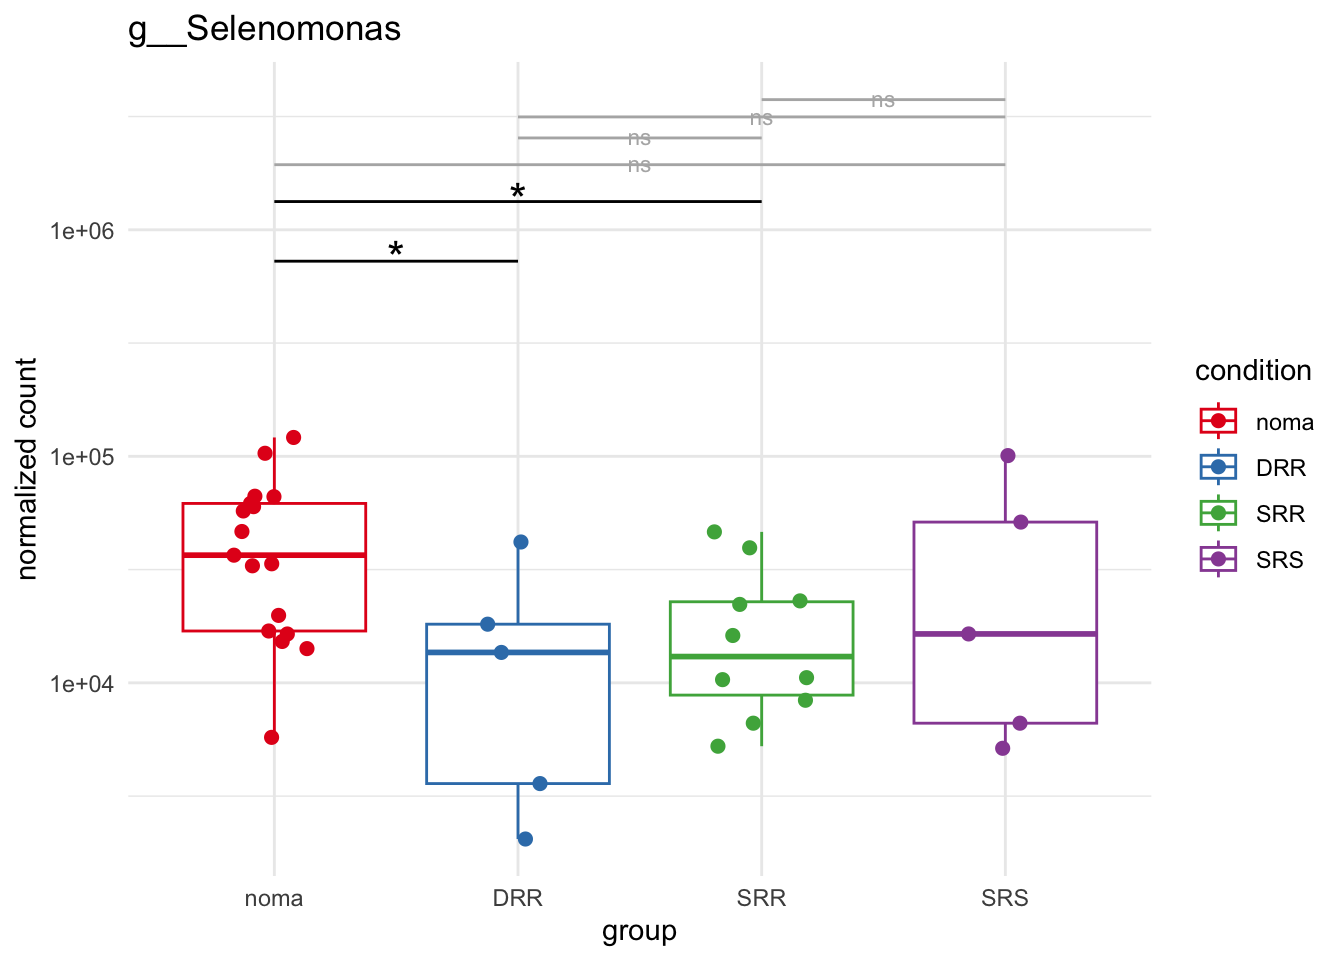 g__Selenomonas
ns
ns
ns
ns
*
*
1e+06
1e+05
1e+04
normalized count
noma
DRR
SRR
SRS
group
condition
noma
DRR
SRR
SRS